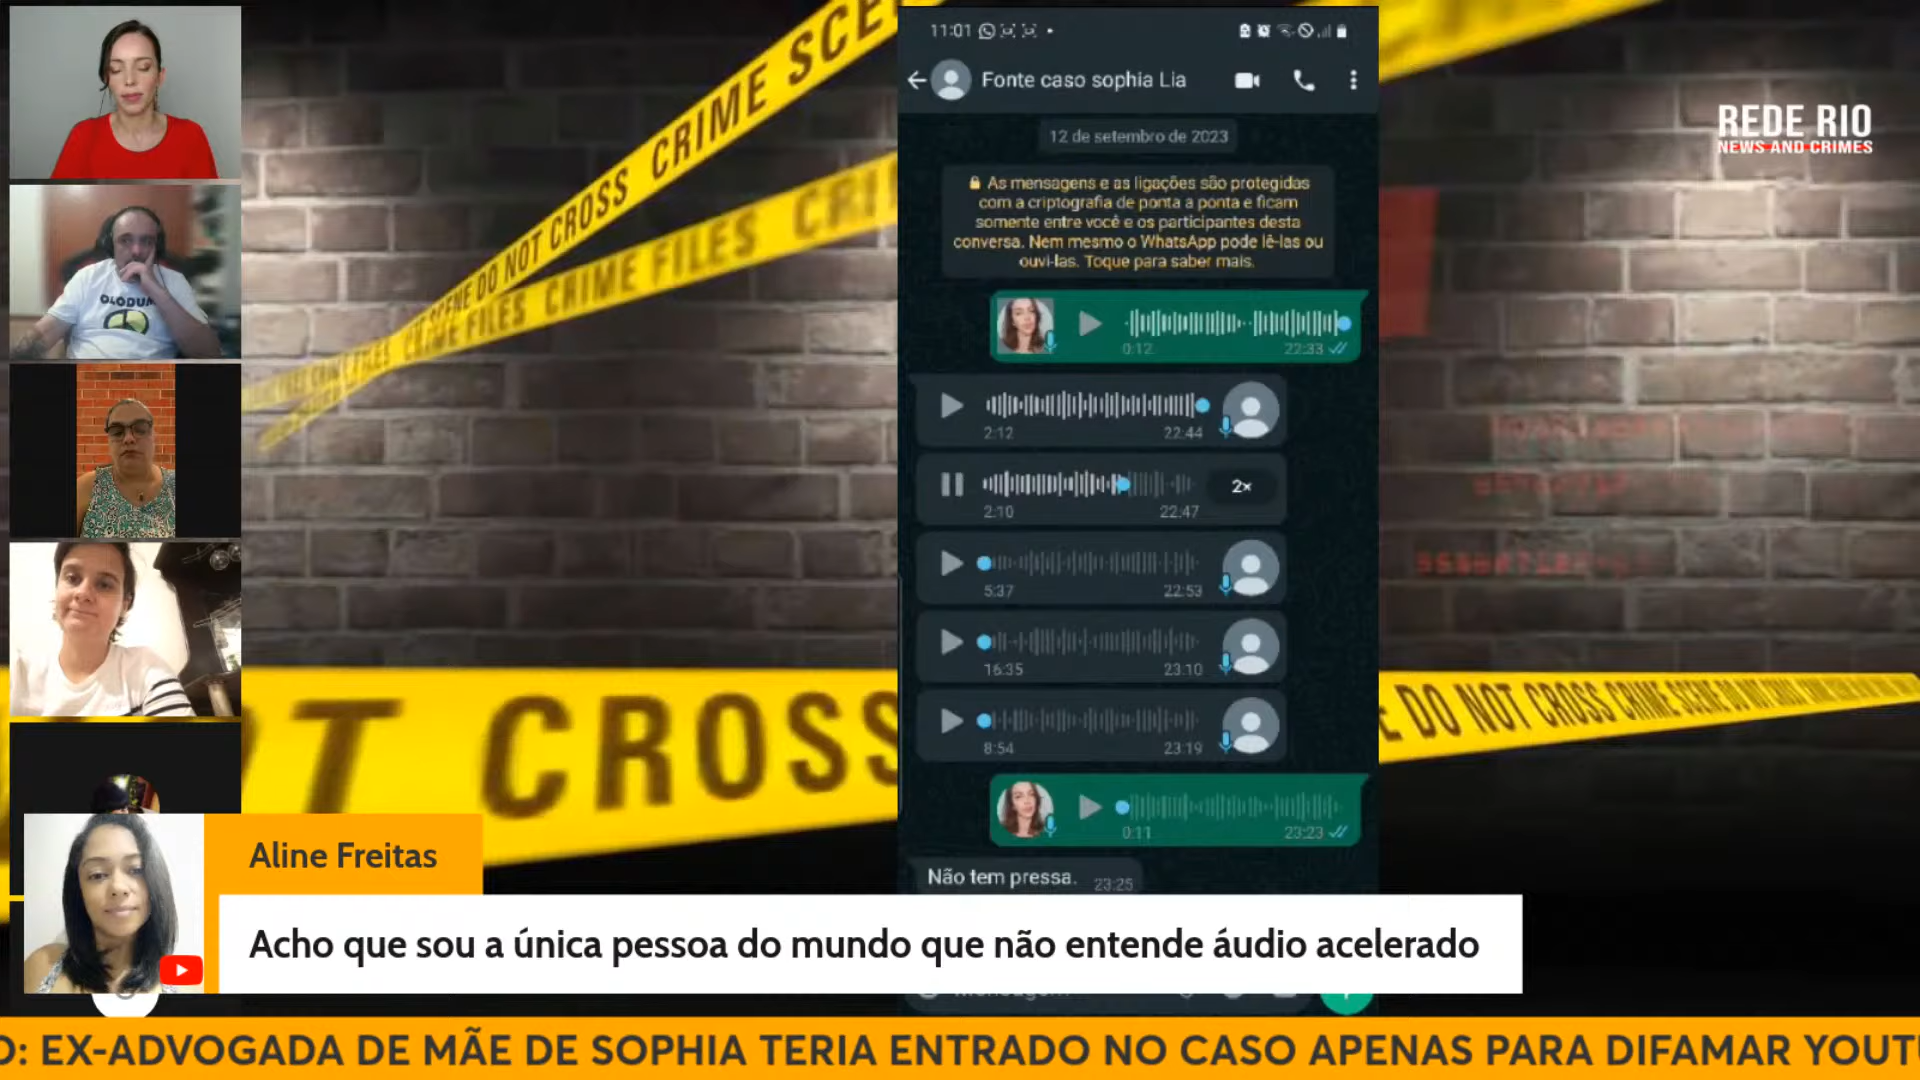 CRIME SCE
DO NOT CROSS
CRIME FILES
CRIME FILES
CRI
T CROSS
E DO NOT CROSS CRIME SCENE DO NOT CROSS CRIME
OLODUM
REDE RIO
NEWS AND CRIMES
11:01
Fonte caso sophia Lia
12 de setembro de 2023
As mensagens e as ligações são protegidas
com a criptografia de ponta a ponta e ficam
somente entre você e os participantes desta
conversa. Nem mesmo o WhatsApp pode lê-las ou
ouvi-las. Toque para saber mais.
0:12 22:33
2:12 22:44
2x
2:10 22:47
5:37 22:53
16:35 23:10
8:54 23:19
0:11 23:23
Não tem pressa. 23:25
Aline Freitas
Acho que sou a única pessoa do mundo que não entende áudio acelerado
O: EX-ADVOGADA DE MÃE DE SOPHIA TERIA ENTRADO NO CASO APENAS PARA DIFAMAR YOUT